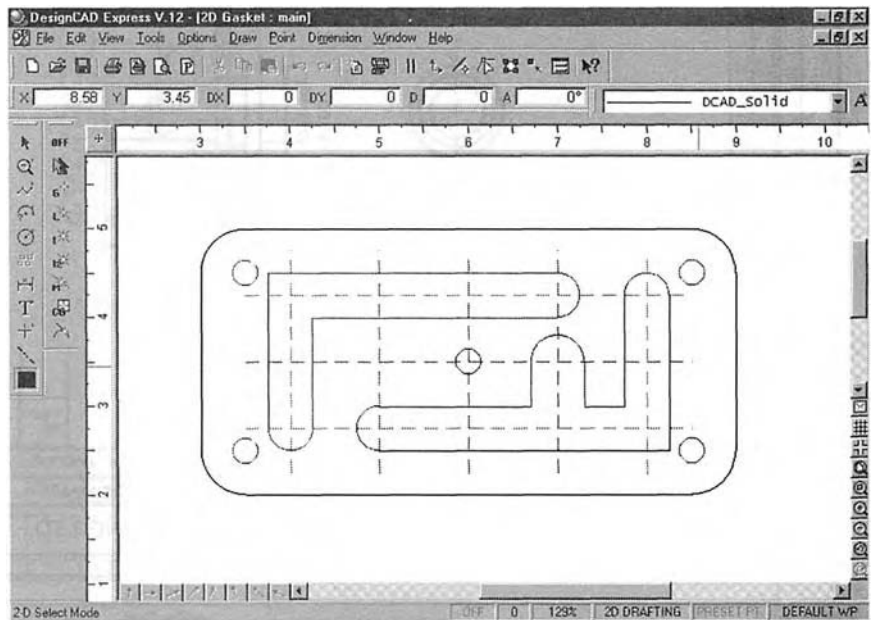 DesignCAD Express V.12 - [2D Gasket : main]
File Edit View Tools Options Draw Point Dimension Window Help
X 8.58 Y 3.45 DX 0 DY 0 D 0 A 0° DCAD_Solid A
OFF
3 4 5 6 7 8 9 10
5
4
3
2
1
T
2-D Select Mode OFF 0 129% 2D DRAFTING PRESET PT DEFAULT WP